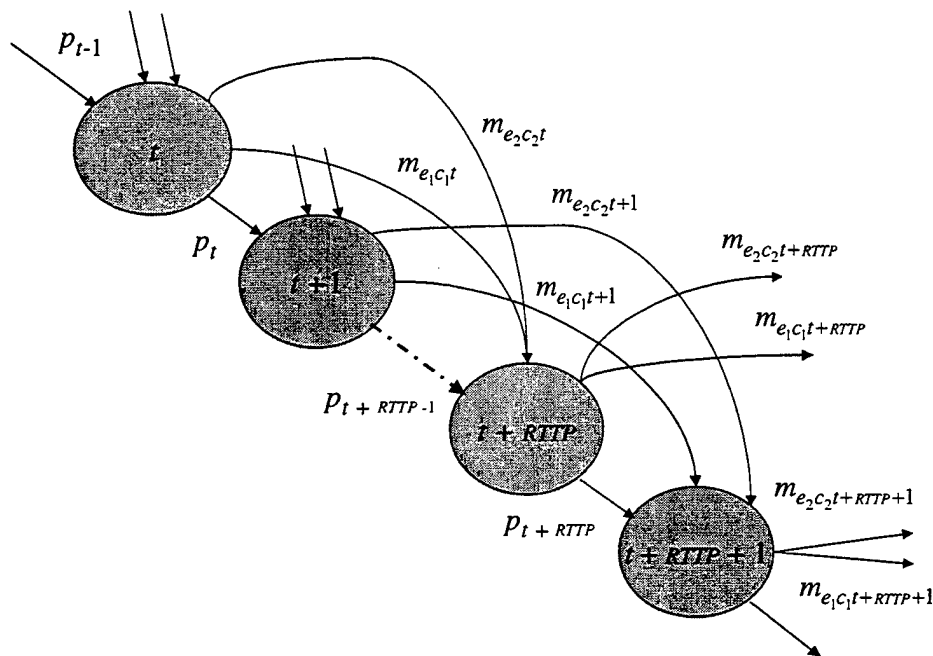 p_{t-1}
t
m_{e_2c_2t}
m_{e_1c_1t}
p_t
m_{e_2c_2t+1}
t+1
m_{e_2c_2t+RTTP}
m_{e_1c_1t+1}
m_{e_1c_1t+RTTP}
p_{t + RTTP-1}
t + RTTP
m_{e_2c_2t+RTTP+1}
p_{t + RTTP}
t + RTTP + 1
m_{e_1c_1t+RTTP+1}